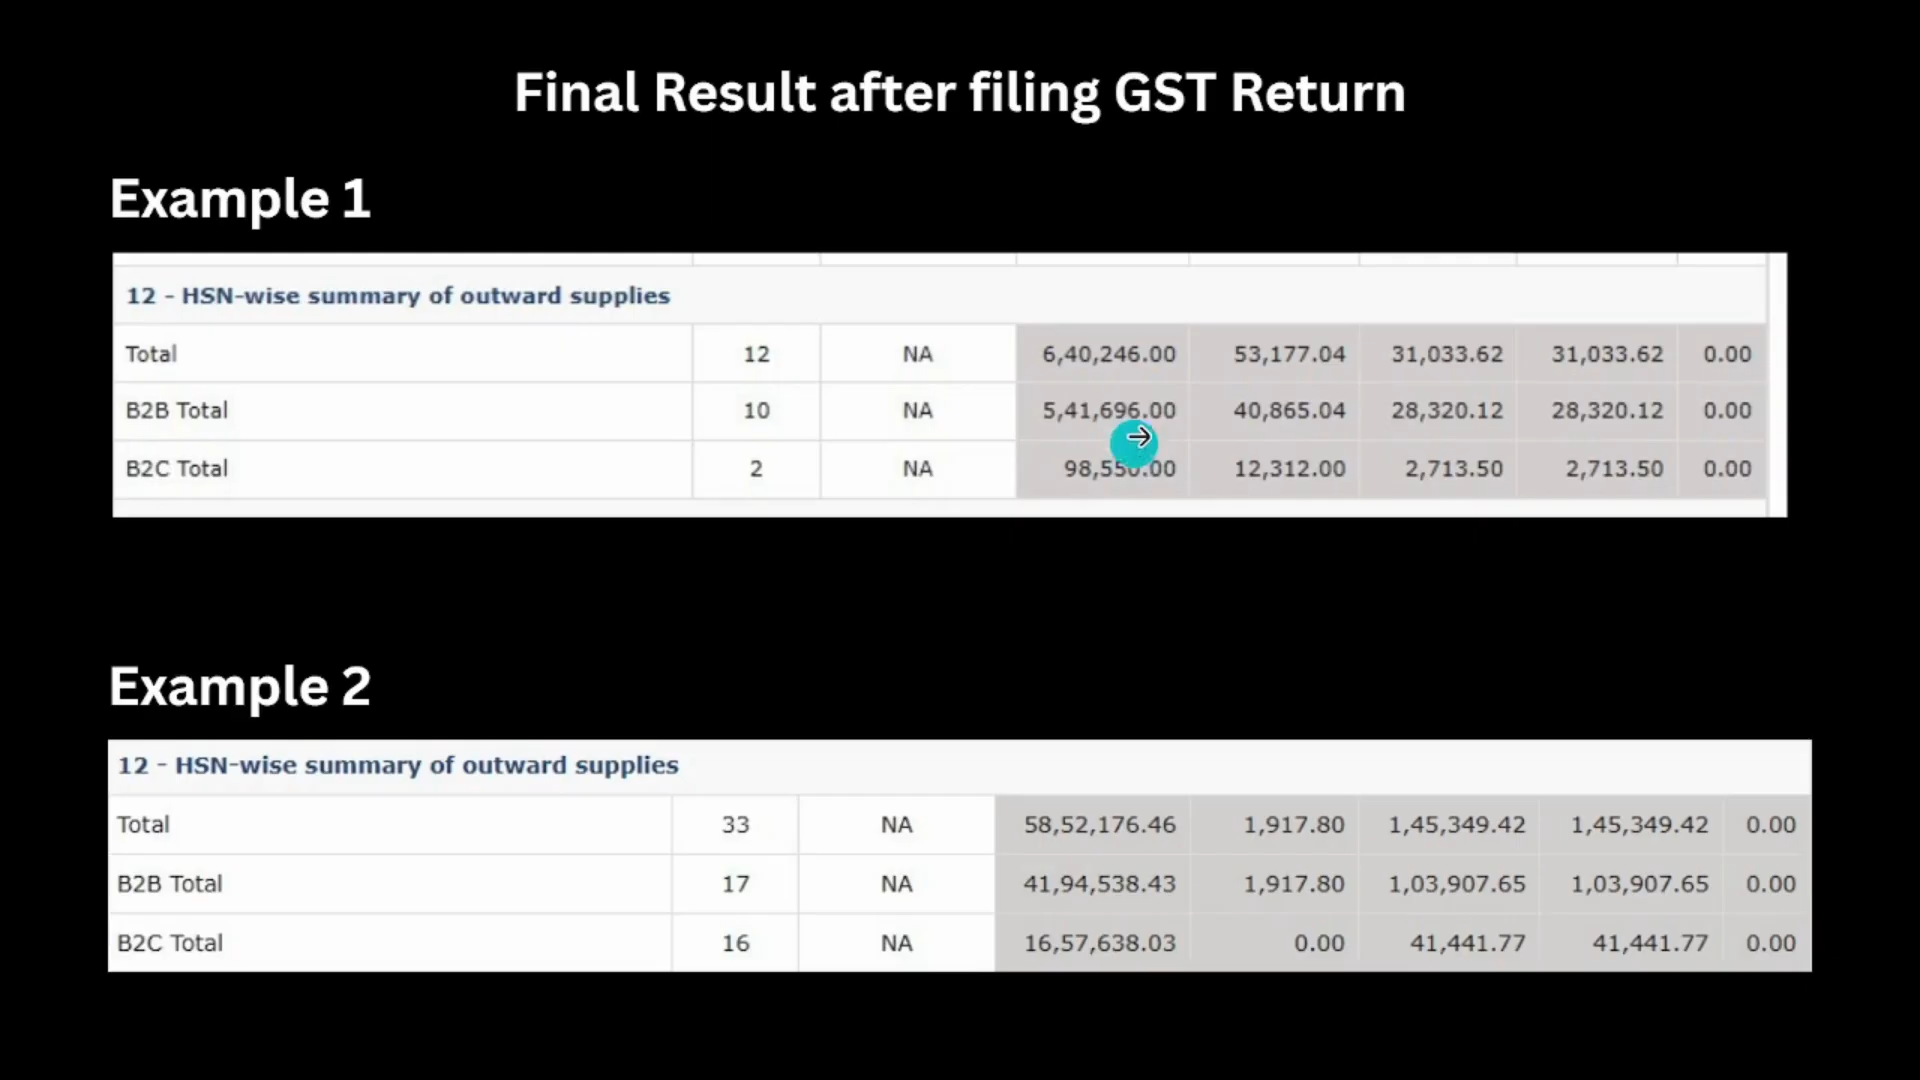 Final Result after filing GST Return
Example 1
12 - HSN-wise summary of outward supplies
Total 12 NA 6,40,246.00 53,177.04 31,033.62 31,033.62 0.00
B2B Total 10 NA 5,41,696.00 40,865.04 28,320.12 28,320.12 0.00
B2C Total 2 NA 98,550.00 12,312.00 2,713.50 2,713.50 0.00
Example 2
12 - HSN-wise summary of outward supplies
Total 33 NA 58,52,176.46 1,917.80 1,45,349.42 1,45,349.42 0.00
B2B Total 17 NA 41,94,538.43 1,917.80 1,03,907.65 1,03,907.65 0.00
B2C Total 16 NA 16,57,638.03 0.00 41,441.77 41,441.77 0.00